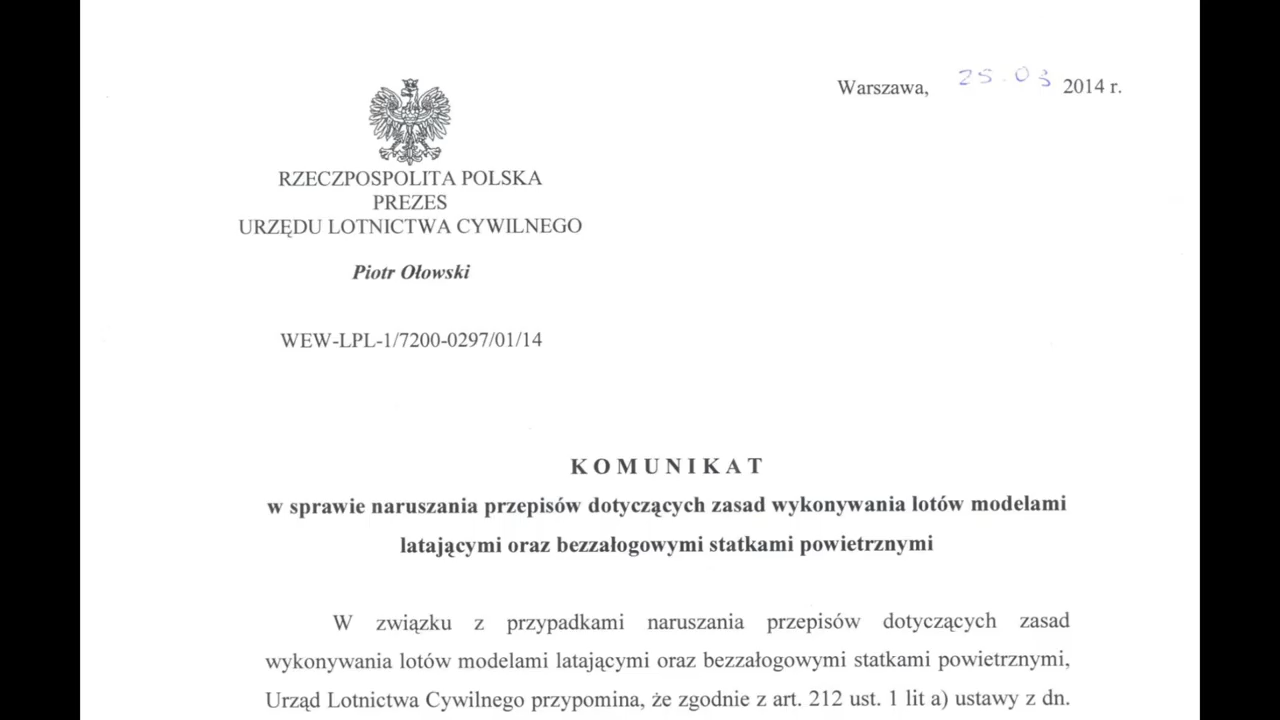 Warszawa, 25.03 2014 r.
RZECZPOSPOLITA POLSKA
PREZES
URZĘDU LOTNICTWA CYWILNEGO
Piotr Ołowski
WEW-LPL-1/7200-0297/01/14
K O M U N I K A T
w sprawie naruszania przepisów dotyczących zasad wykonywania lotów modelami
latającymi oraz bezzałogowymi statkami powietrznymi
W związku z przypadkami naruszania przepisów dotyczących zasad
wykonywania lotów modelami latającymi oraz bezzałogowymi statkami powietrznymi,
Urząd Lotnictwa Cywilnego przypomina, że zgodnie z art. 212 ust. 1 lit a) ustawy z dn.